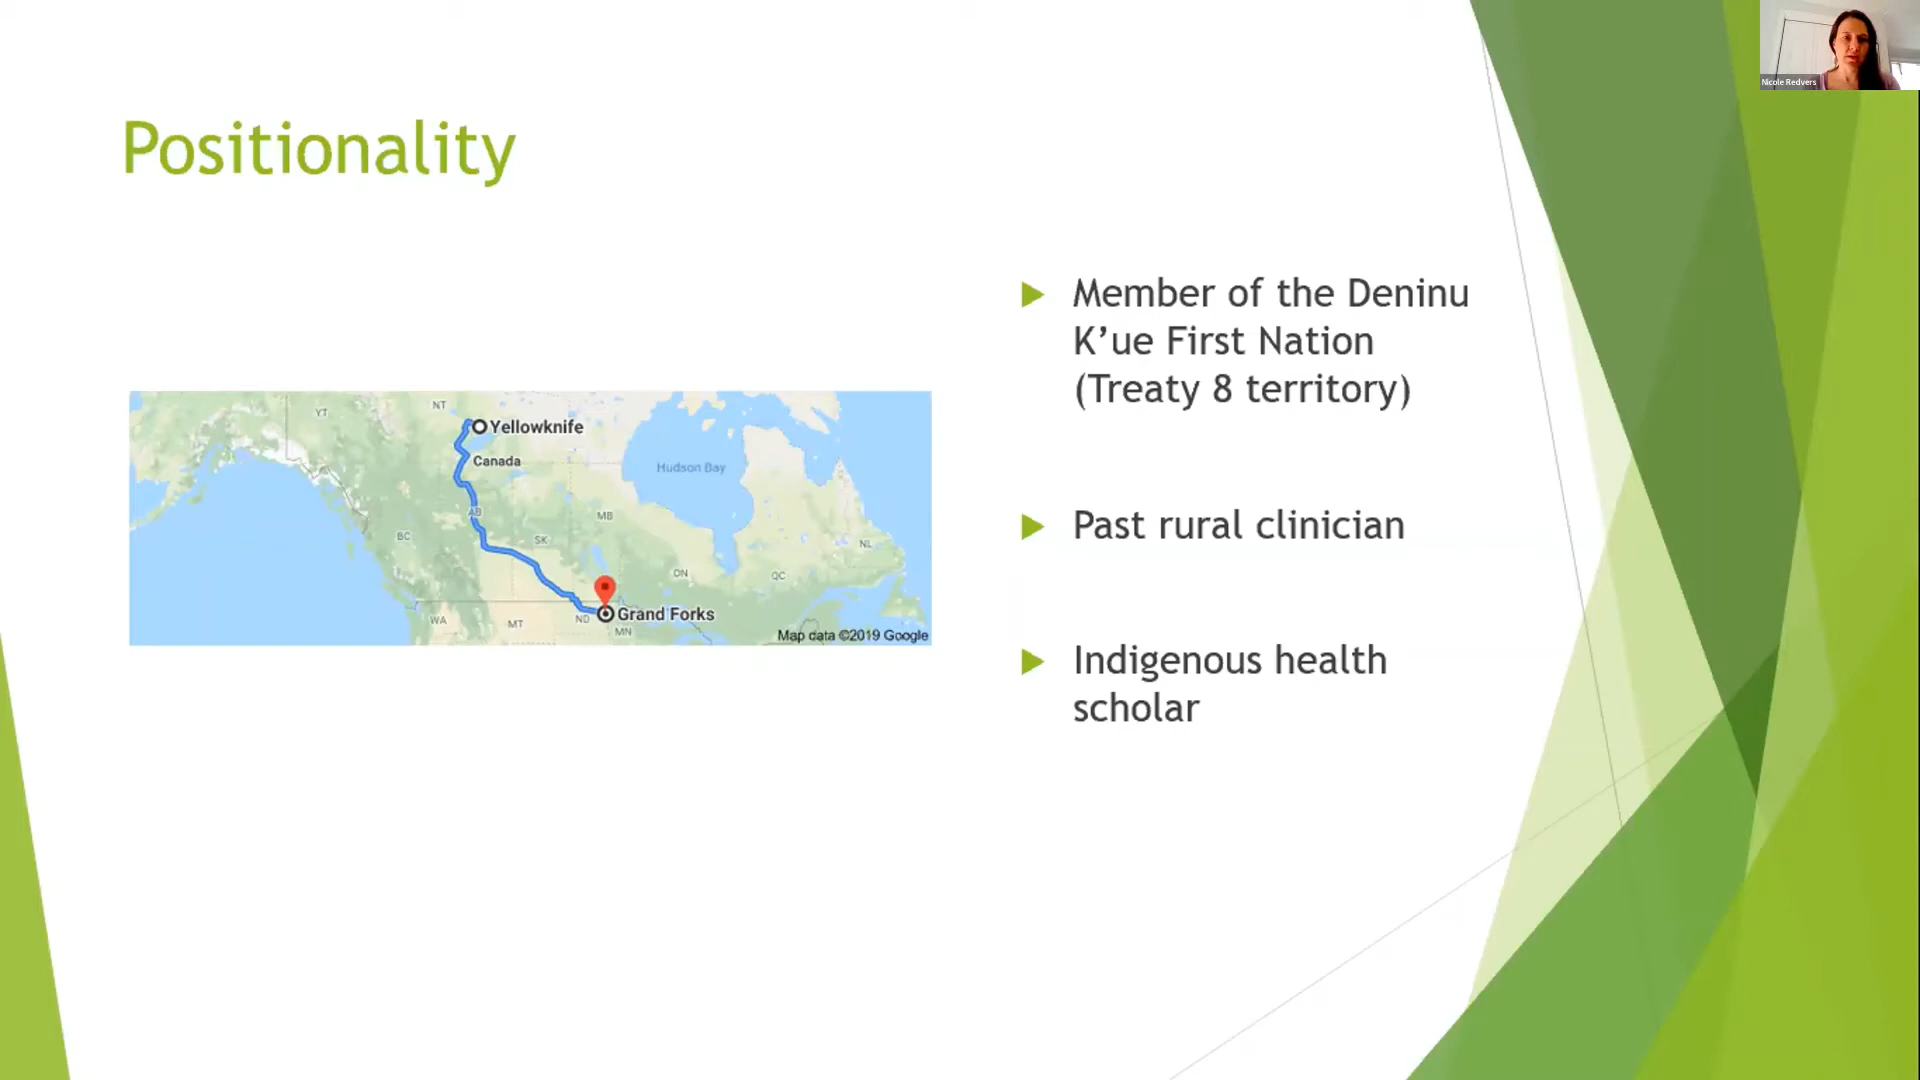 Nicole Redvers
Positionality
Member of the Deninu
K’ue First Nation
(Treaty 8 territory)
Past rural clinician
Indigenous health
scholar
YT
NT
Yellowknife
Canada
Hudson Bay
AB
MB
BC
SK
NL
ON
QC
Grand Forks
WA
MT
ND
MN
Map data ©2019 Google